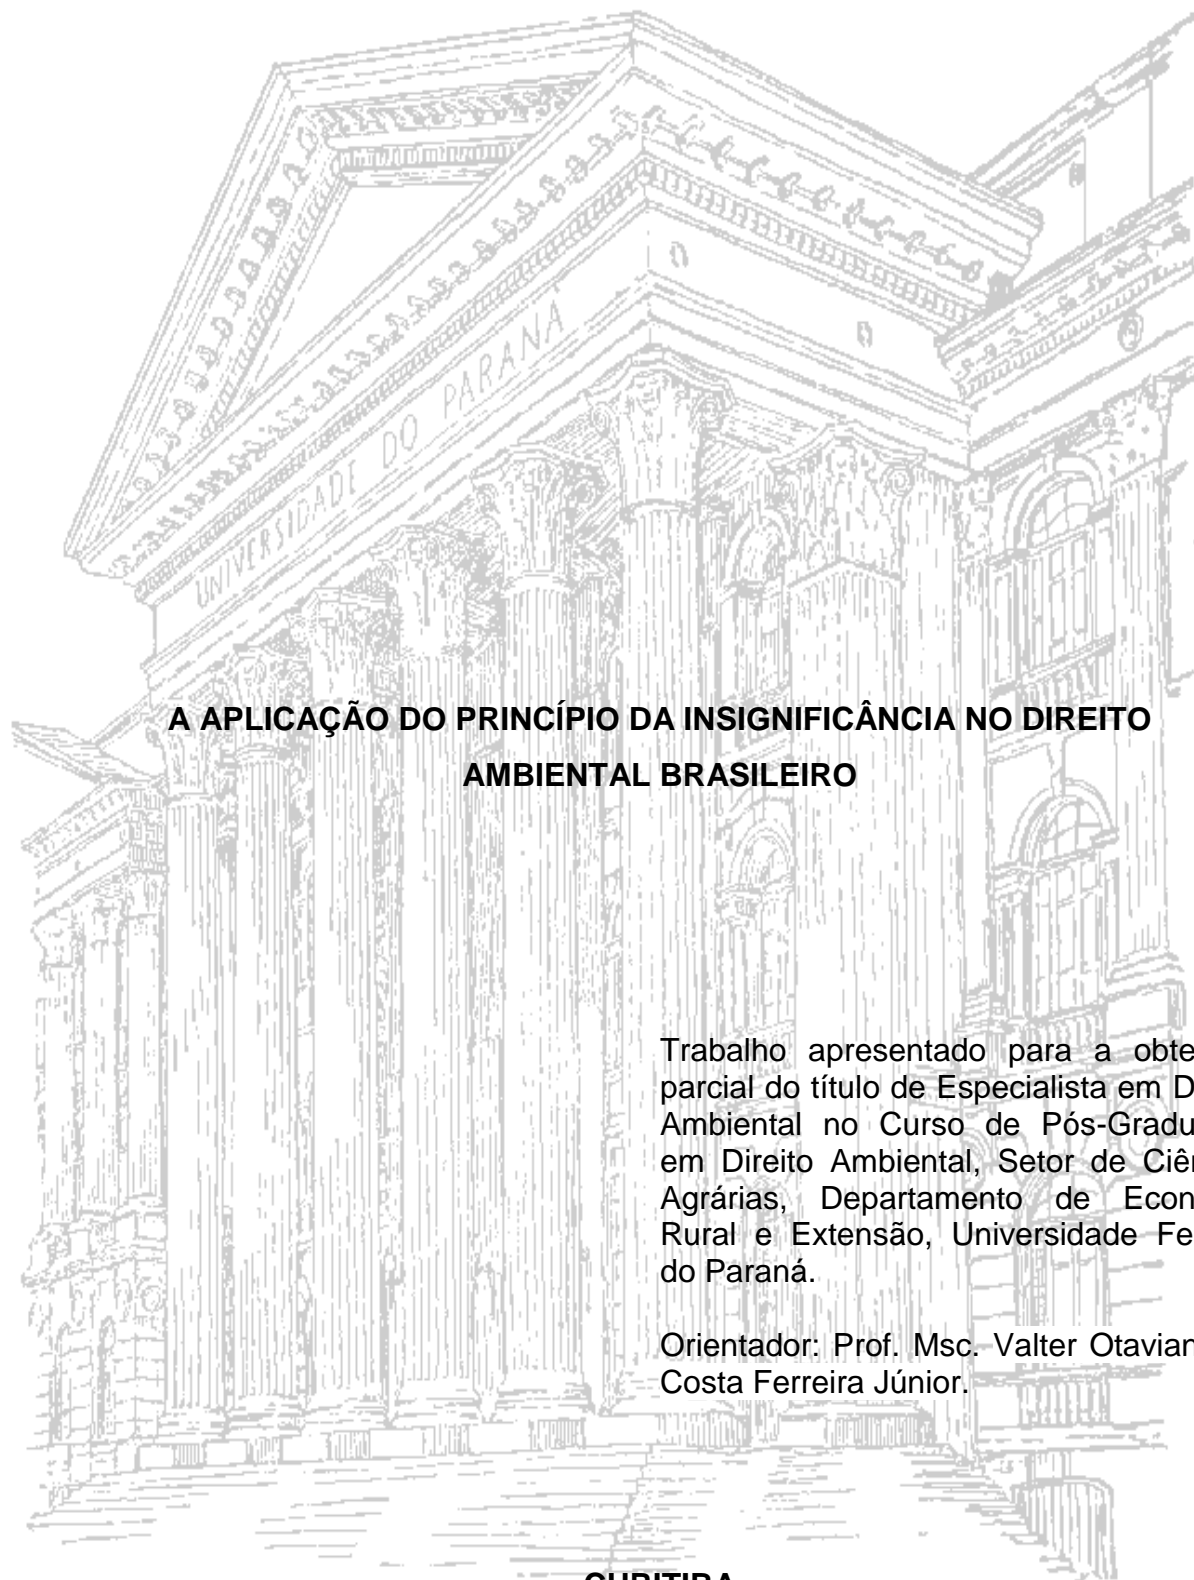 UNIVERSIDADE DO PARANÁ
A APLICAÇÃO DO PRINCÍPIO DA INSIGNIFICÂNCIA NO DIREITO
AMBIENTAL BRASILEIRO
Trabalho apresentado para a obte
parcial do título de Especialista em D
Ambiental no Curso de Pós-Gradu
em Direito Ambiental, Setor de Ciên
Agrárias, Departamento de Econ
Rural e Extensão, Universidade Fe
do Paraná.
Orientador: Prof. Msc. Valter Otavian
Costa Ferreira Júnior.
CURITIBA